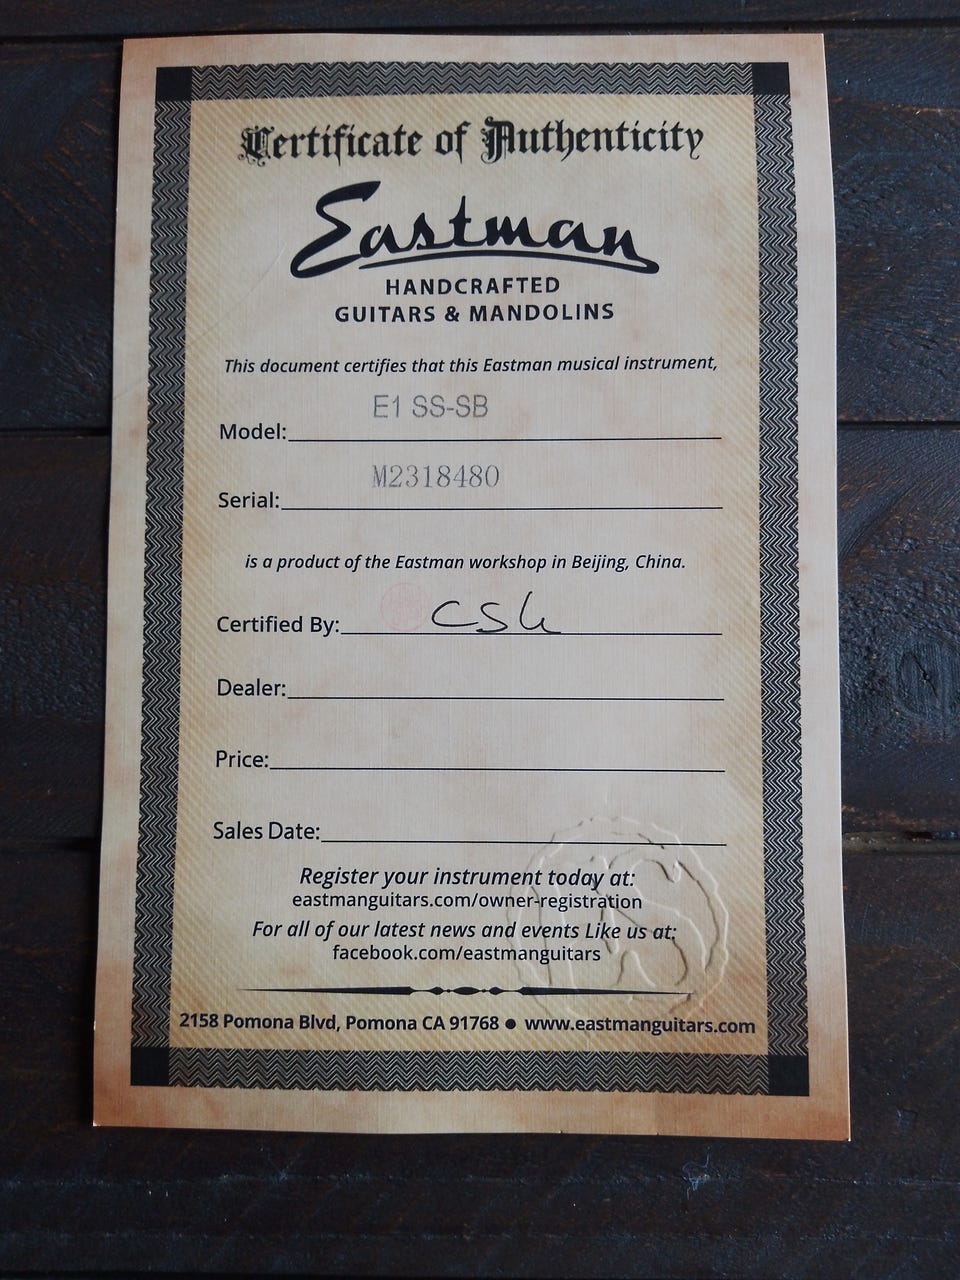 Certificate of Authenticity
Eastman
HANDCRAFTED
GUITARS & MANDOLINS
This document certifies that this Eastman musical instrument,
E1 SS-SB
Model:
M2318480
Serial:
is a product of the Eastman workshop in Beijing, China.
Certified By:
Dealer:
Price:
Sales Date:
Register your instrument today at:
eastmanguitars.com/owner-registration
For all of our latest news and events Like us at:
facebook.com/eastmanguitars
2158 Pomona Blvd, Pomona CA 91768 ● www.eastmanguitars.com